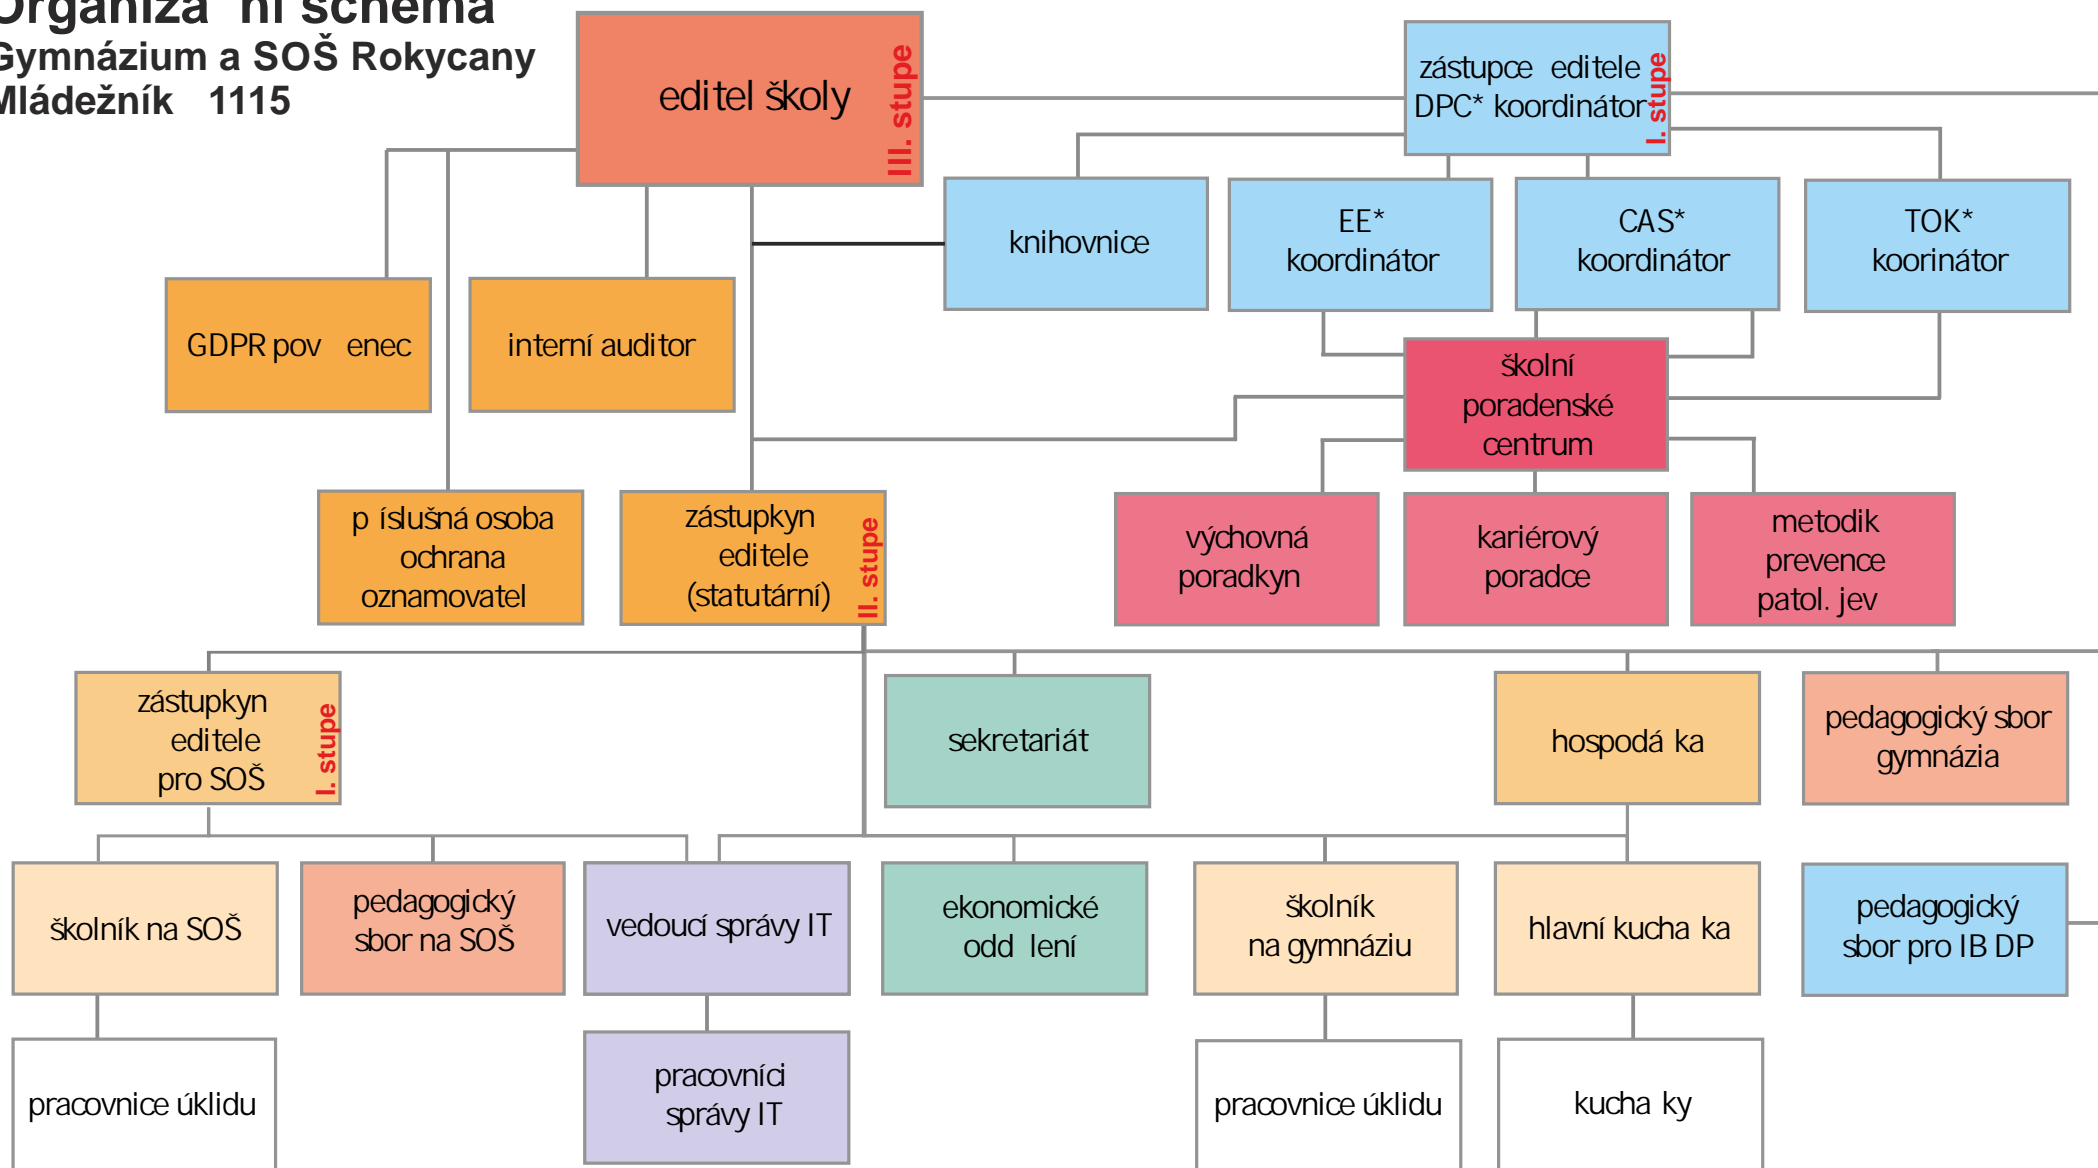 Organiza ní schéma
Gymnázium a SOŠ Rokycany
Mládežník 1115
editel školy
III. stupe
zástupce editele
DPC* koordinátor
I. stupe
knihovnice
EE*
koordinátor
CAS*
koordinátor
TOK*
koorinátor
GDPR pov enec
interní auditor
školní
poradenské
centrum
p íslušná osoba
ochrana
oznamovatel
zástupkyn
editele
(statutární)
II. stupe
výchovná
poradkyn
kariérový
poradce
metodik
prevence
patol. jev
zástupkyn
editele
pro SOŠ
I. stupe
sekretariát
hospodá ka
pedagogický sbor
gymnázia
školník na SOŠ
pedagogický
sbor na SOŠ
vedoucí správy IT
ekonomické
odd lení
školník
na gymnáziu
hlavní kucha ka
pedagogický
sbor pro IB DP
pracovnice úklidu
pracovníci
správy IT
pracovnice úklidu
kucha ky